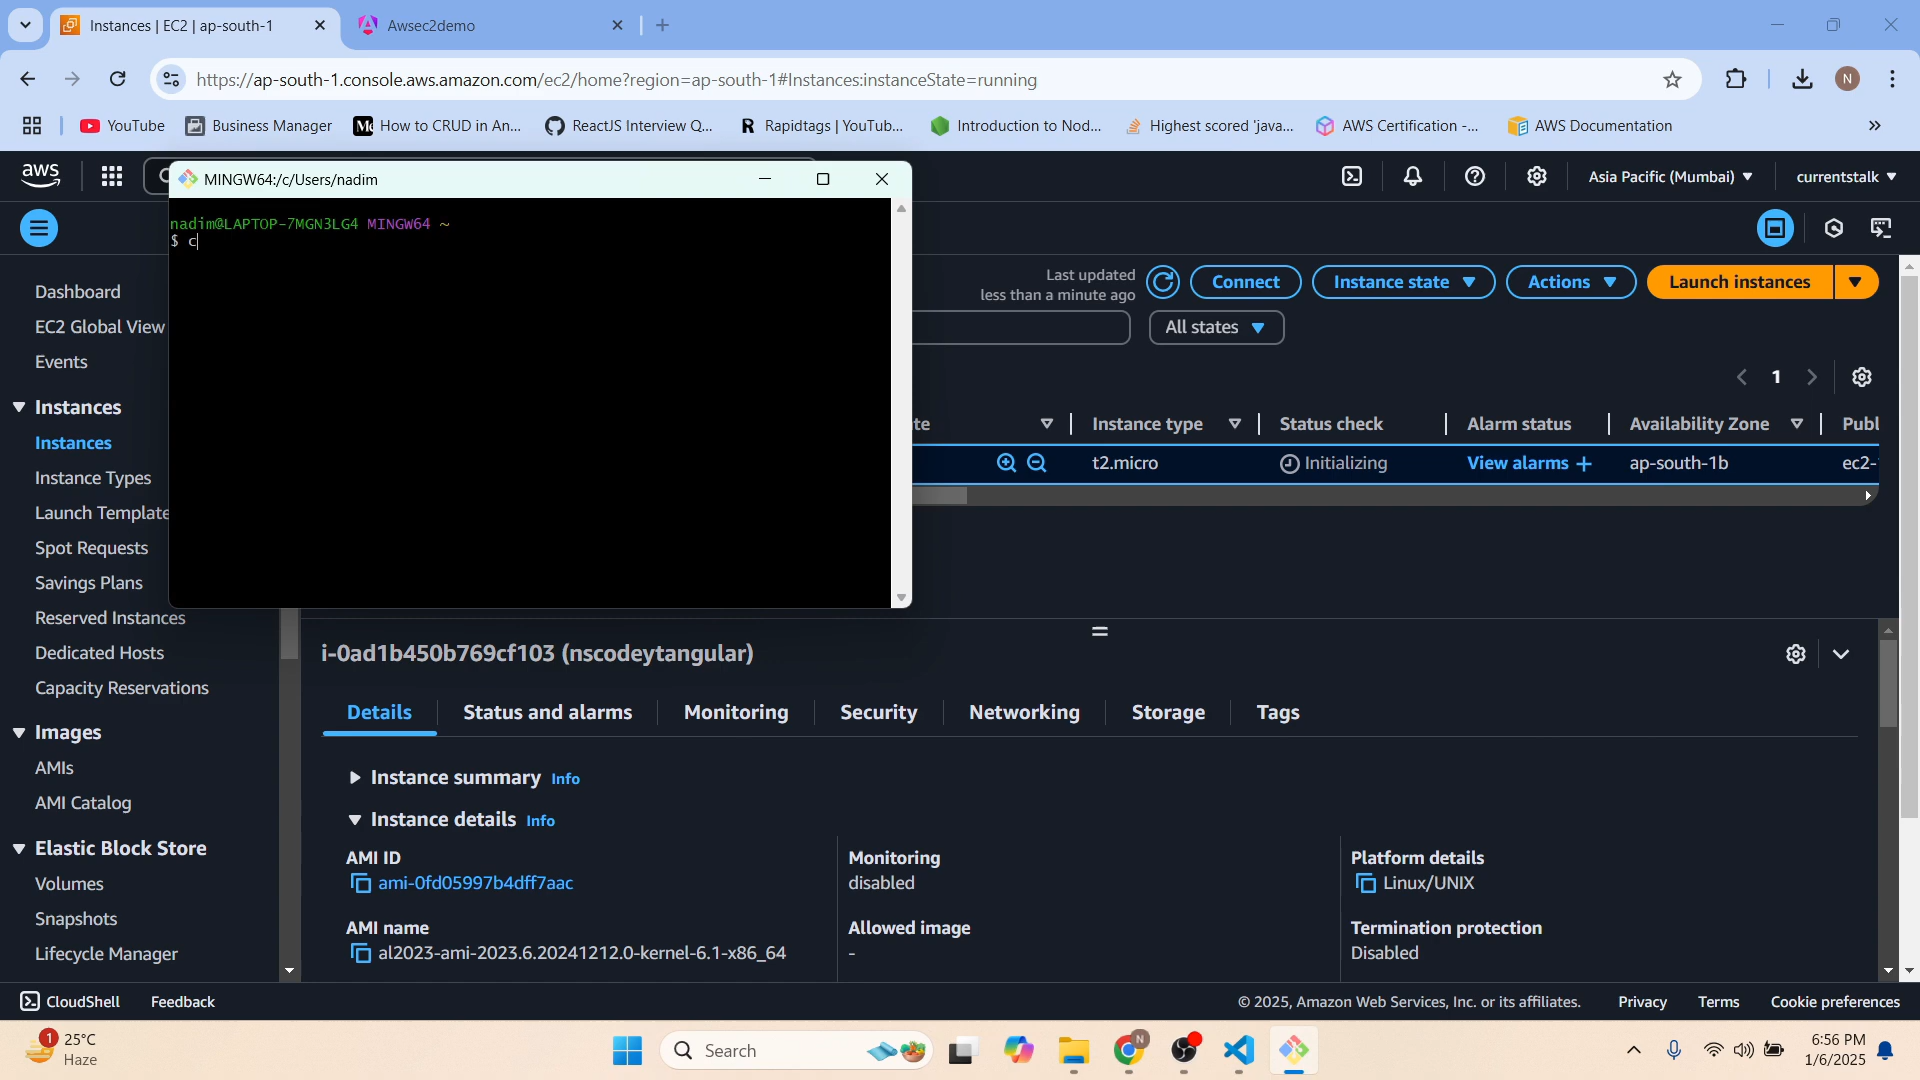 Instances | EC2 | ap-south-1
Awsec2demo
https://ap-south-1.console.aws.amazon.com/ec2/home?region=ap-south-1#Instances:instanceState=running
N
YouTube
Business Manager
How to CRUD in An...
ReactJS Interview Q...
Rapidtags | YouTub...
Introduction to Nod...
Highest scored 'java...
AWS Certification -...
AWS Documentation
aws
Asia Pacific (Mumbai)
currentstalk
MINGW64:/c/Users/nadim
nadim@LAPTOP-7MGN3LG4 MINGW64 ~
$ c
Dashboard
EC2 Global View
Events
Instances
Instances
Instance Types
Launch Template
Spot Requests
Savings Plans
Reserved Instances
Dedicated Hosts
Capacity Reservations
Images
AMIs
AMI Catalog
Elastic Block Store
Volumes
Snapshots
Lifecycle Manager
Last updated
less than a minute ago
Connect
Instance state
Actions
Launch instances
All states
1
te
Instance type
Status check
Alarm status
Availability Zone
Publ
t2.micro
Initializing
View alarms +
ap-south-1b
ec2-
i-0ad1b450b769cf103 (nscodeytangular)
Details
Status and alarms
Monitoring
Security
Networking
Storage
Tags
Instance summary Info
Instance details Info
AMI ID
ami-0fd05997b4dff7aac
Monitoring
disabled
Platform details
Linux/UNIX
AMI name
al2023-ami-2023.6.20241212.0-kernel-6.1-x86_64
Allowed image
-
Termination protection
Disabled
CloudShell
Feedback
© 2025, Amazon Web Services, Inc. or its affiliates.
Privacy
Terms
Cookie preferences
1
25°C
Haze
Search
N
6:56 PM
1/6/2025